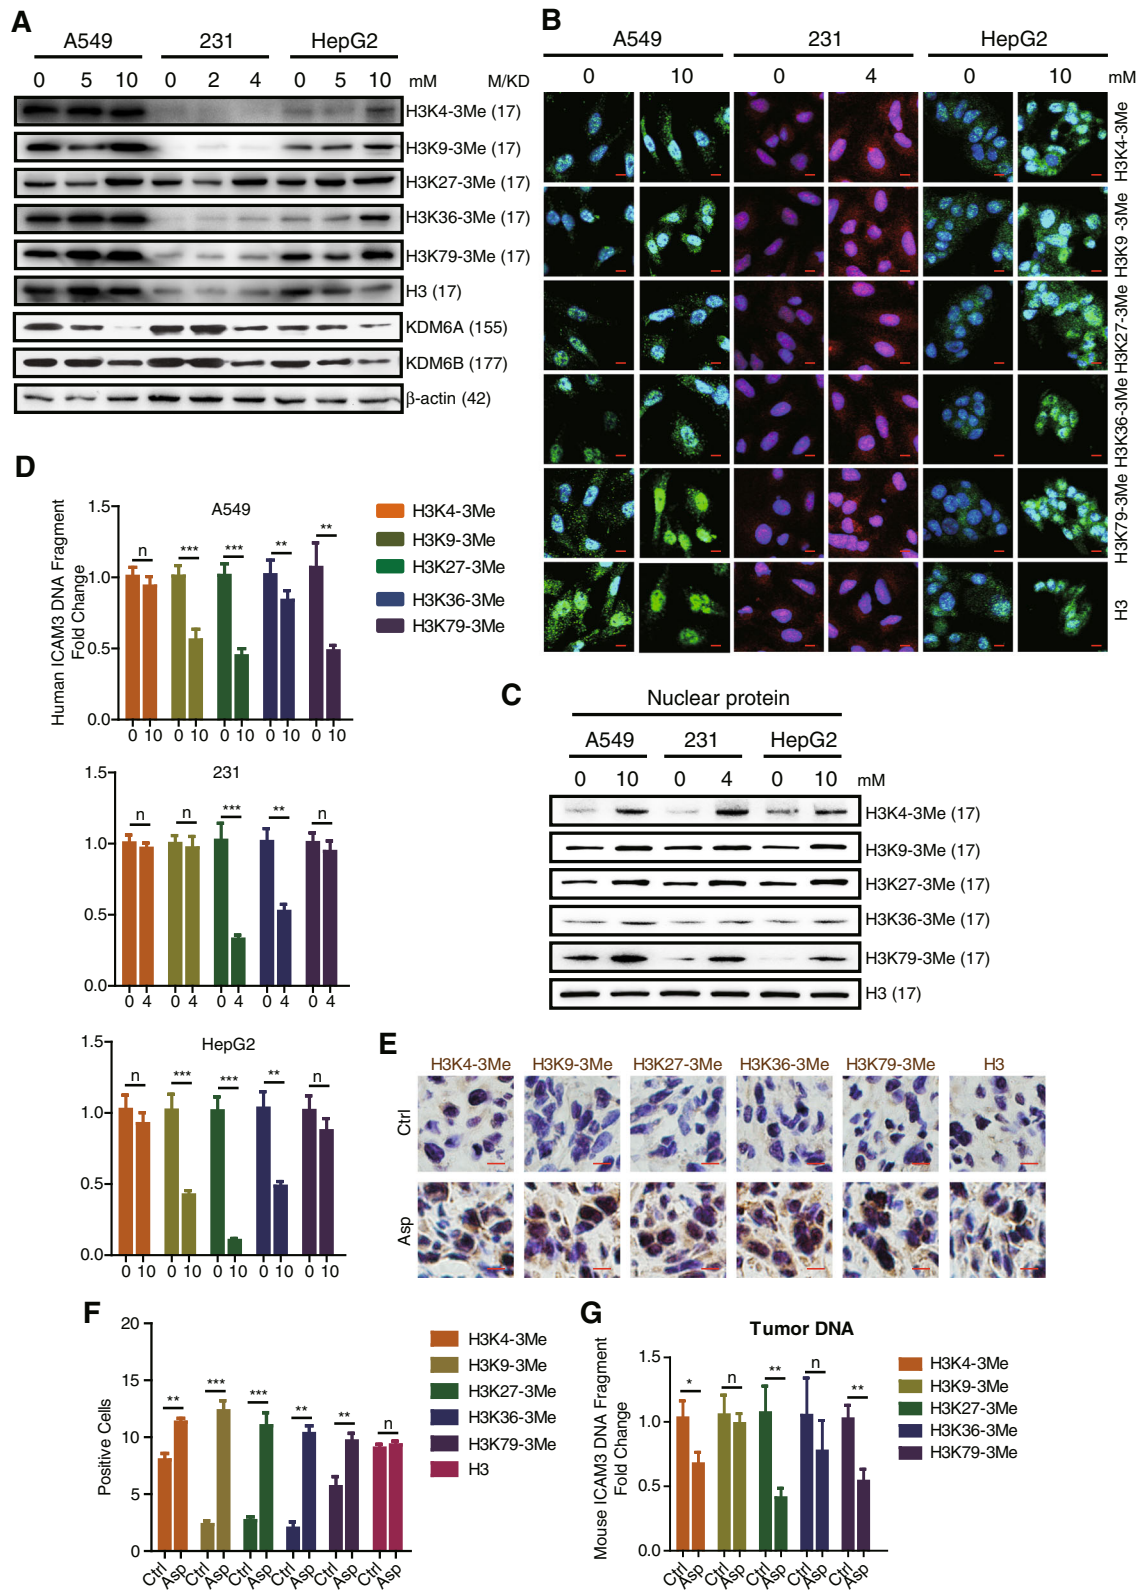 A
A549 231 HepG2
0 5 10 0 2 4 0 5 10 mM M/KD
H3K4-3Me (17)
H3K9-3Me (17)
H3K27-3Me (17)
H3K36-3Me (17)
H3K79-3Me (17)
H3 (17)
KDM6A (155)
KDM6B (177)
β-actin (42)
B
A549 231 HepG2
0 10 0 4 0 10 mM
H3K4-3Me
H3K9 -3Me
H3K27-3Me
H3K36-3Me
H3K79-3Me
H3
C
Nuclear protein
A549 231 HepG2
0 10 0 4 0 10 mM
H3K4-3Me (17)
H3K9-3Me (17)
H3K27-3Me (17)
H3K36-3Me (17)
H3K79-3Me (17)
H3 (17)
D
Human ICAM3 DNA Fragment
Fold Change
A549
1.5
1.0
0.5
0.0
n *** *** ** **
0 10 0 10 0 10 0 10 0 10
H3K4-3Me
H3K9-3Me
H3K27-3Me
H3K36-3Me
H3K79-3Me
231
1.5
1.0
0.5
0.0
n n *** ** n
0 4 0 4 0 4 0 4 0 4
HepG2
1.5
1.0
0.5
0.0
n *** *** ** n
0 10 0 10 0 10 0 10 0 10
E
H3K4-3Me H3K9-3Me H3K27-3Me H3K36-3Me H3K79-3Me H3
Ctrl
Asp
F
Positive Cells
20
15
10
5
0
** *** *** ** ** n
Ctrl Asp Ctrl Asp Ctrl Asp Ctrl Asp Ctrl Asp Ctrl Asp
H3K4-3Me
H3K9-3Me
H3K27-3Me
H3K36-3Me
H3K79-3Me
H3
G
Tumor DNA
Mouse ICAM3 DNA Fragment
Fold Change
1.5
1.0
0.5
0.0
* n ** n **
Ctrl Asp Ctrl Asp Ctrl Asp Ctrl Asp Ctrl Asp
H3K4-3Me
H3K9-3Me
H3K27-3Me
H3K36-3Me
H3K79-3Me